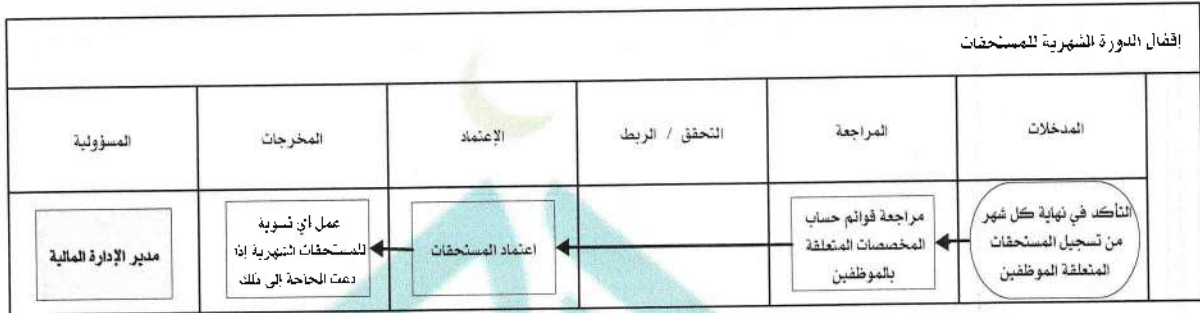 إقفال الدورة الشهرية للمستحقات
المدخلات
المراجعة
التحقق / الربط
الإعتماد
المخرجات
المسؤولية
التأكد في نهاية كل شهر
من تسجيل المستحقات
المتعلقة الموظفين
مراجعة قوائم حساب
المخصصات المتعلقة
بالموظفين
اعتماد المستحقات
عمل أي تسوية
للمستحقات الشهرية إذا
دعت الحاجة إلى ذلك
مدير الإدارة المالية